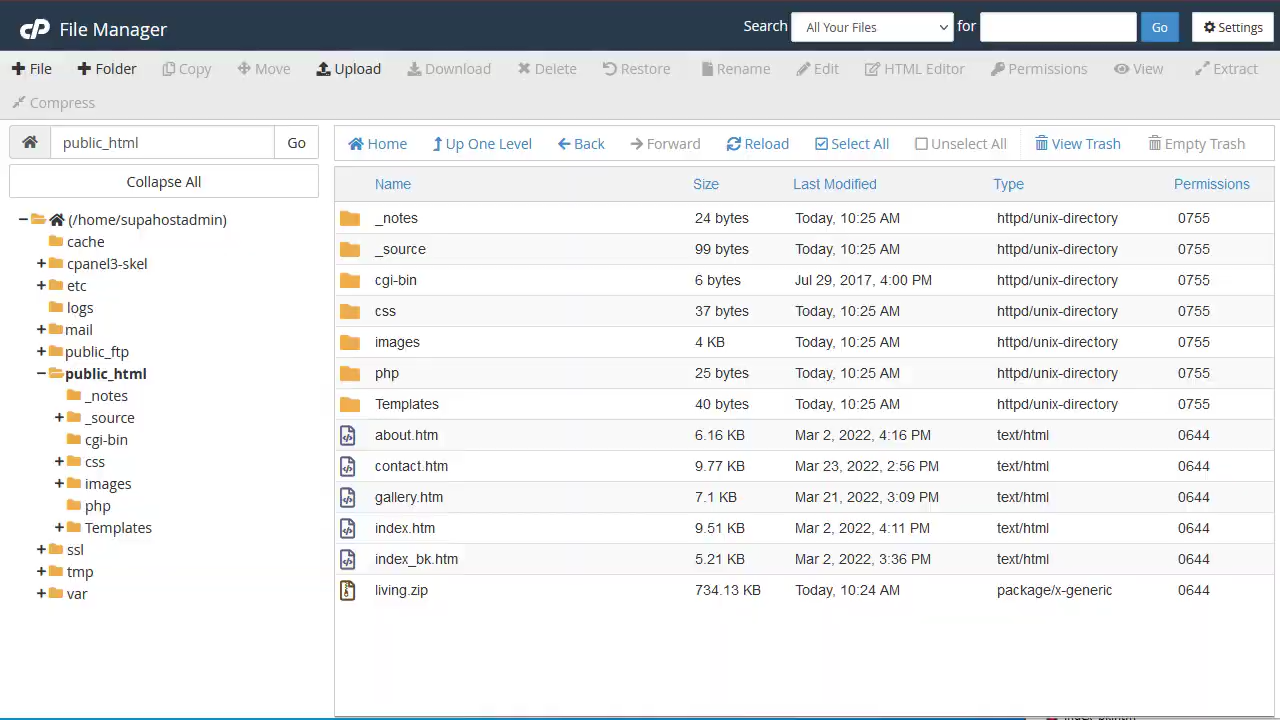 cP File Manager Search All Your Files for Go Settings
File Folder Copy Move Upload Download Delete Restore Rename Edit HTML Editor Permissions View Extract
Compress
public_html Go
Collapse All
(/home/supahostadmin)
cache
cpanel3-skel
etc
logs
mail
public_ftp
public_html
_notes
_source
cgi-bin
css
images
php
Templates
ssl
tmp
var
Home Up One Level Back Forward Reload Select All Unselect All View Trash Empty Trash
Name Size Last Modified Type Permissions
_notes 24 bytes Today, 10:25 AM httpd/unix-directory 0755
_source 99 bytes Today, 10:25 AM httpd/unix-directory 0755
cgi-bin 6 bytes Jul 29, 2017, 4:00 PM httpd/unix-directory 0755
css 37 bytes Today, 10:25 AM httpd/unix-directory 0755
images 4 KB Today, 10:25 AM httpd/unix-directory 0755
php 25 bytes Today, 10:25 AM httpd/unix-directory 0755
Templates 40 bytes Today, 10:25 AM httpd/unix-directory 0755
about.htm 6.16 KB Mar 2, 2022, 4:16 PM text/html 0644
contact.htm 9.77 KB Mar 23, 2022, 2:56 PM text/html 0644
gallery.htm 7.1 KB Mar 21, 2022, 3:09 PM text/html 0644
index.htm 9.51 KB Mar 2, 2022, 4:11 PM text/html 0644
index_bk.htm 5.21 KB Mar 2, 2022, 3:36 PM text/html 0644
living.zip 734.13 KB Today, 10:24 AM package/x-generic 0644